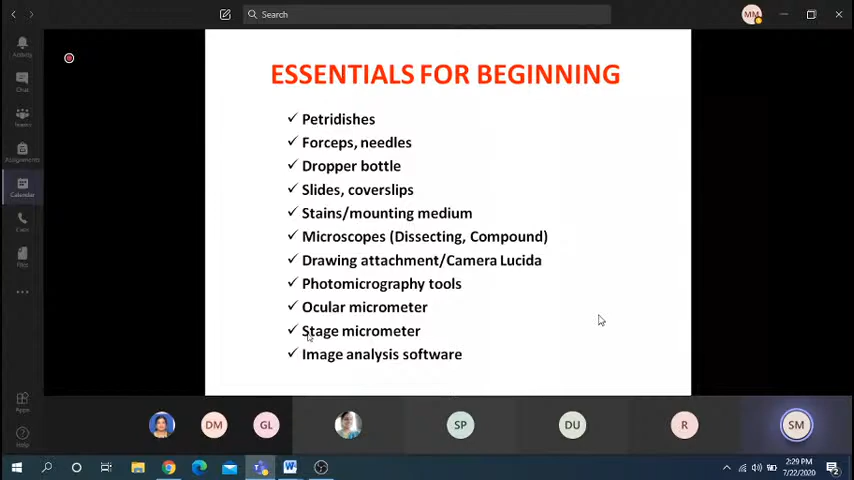 Search
MM
Activity
Chat
Teams
Assignments
Calendar
Calls
Files
ESSENTIALS FOR BEGINNING
✓ Petridishes
✓ Forceps, needles
✓ Dropper bottle
✓ Slides, coverslips
✓ Stains/mounting medium
✓ Microscopes (Dissecting, Compound)
✓ Drawing attachment/Camera Lucida
✓ Photomicrography tools
✓ Ocular micrometer
✓ Stage micrometer
✓ Image analysis software
Apps
Help
DM
GL
SP
DU
R
SM
2:29 PM
7/22/2020
2